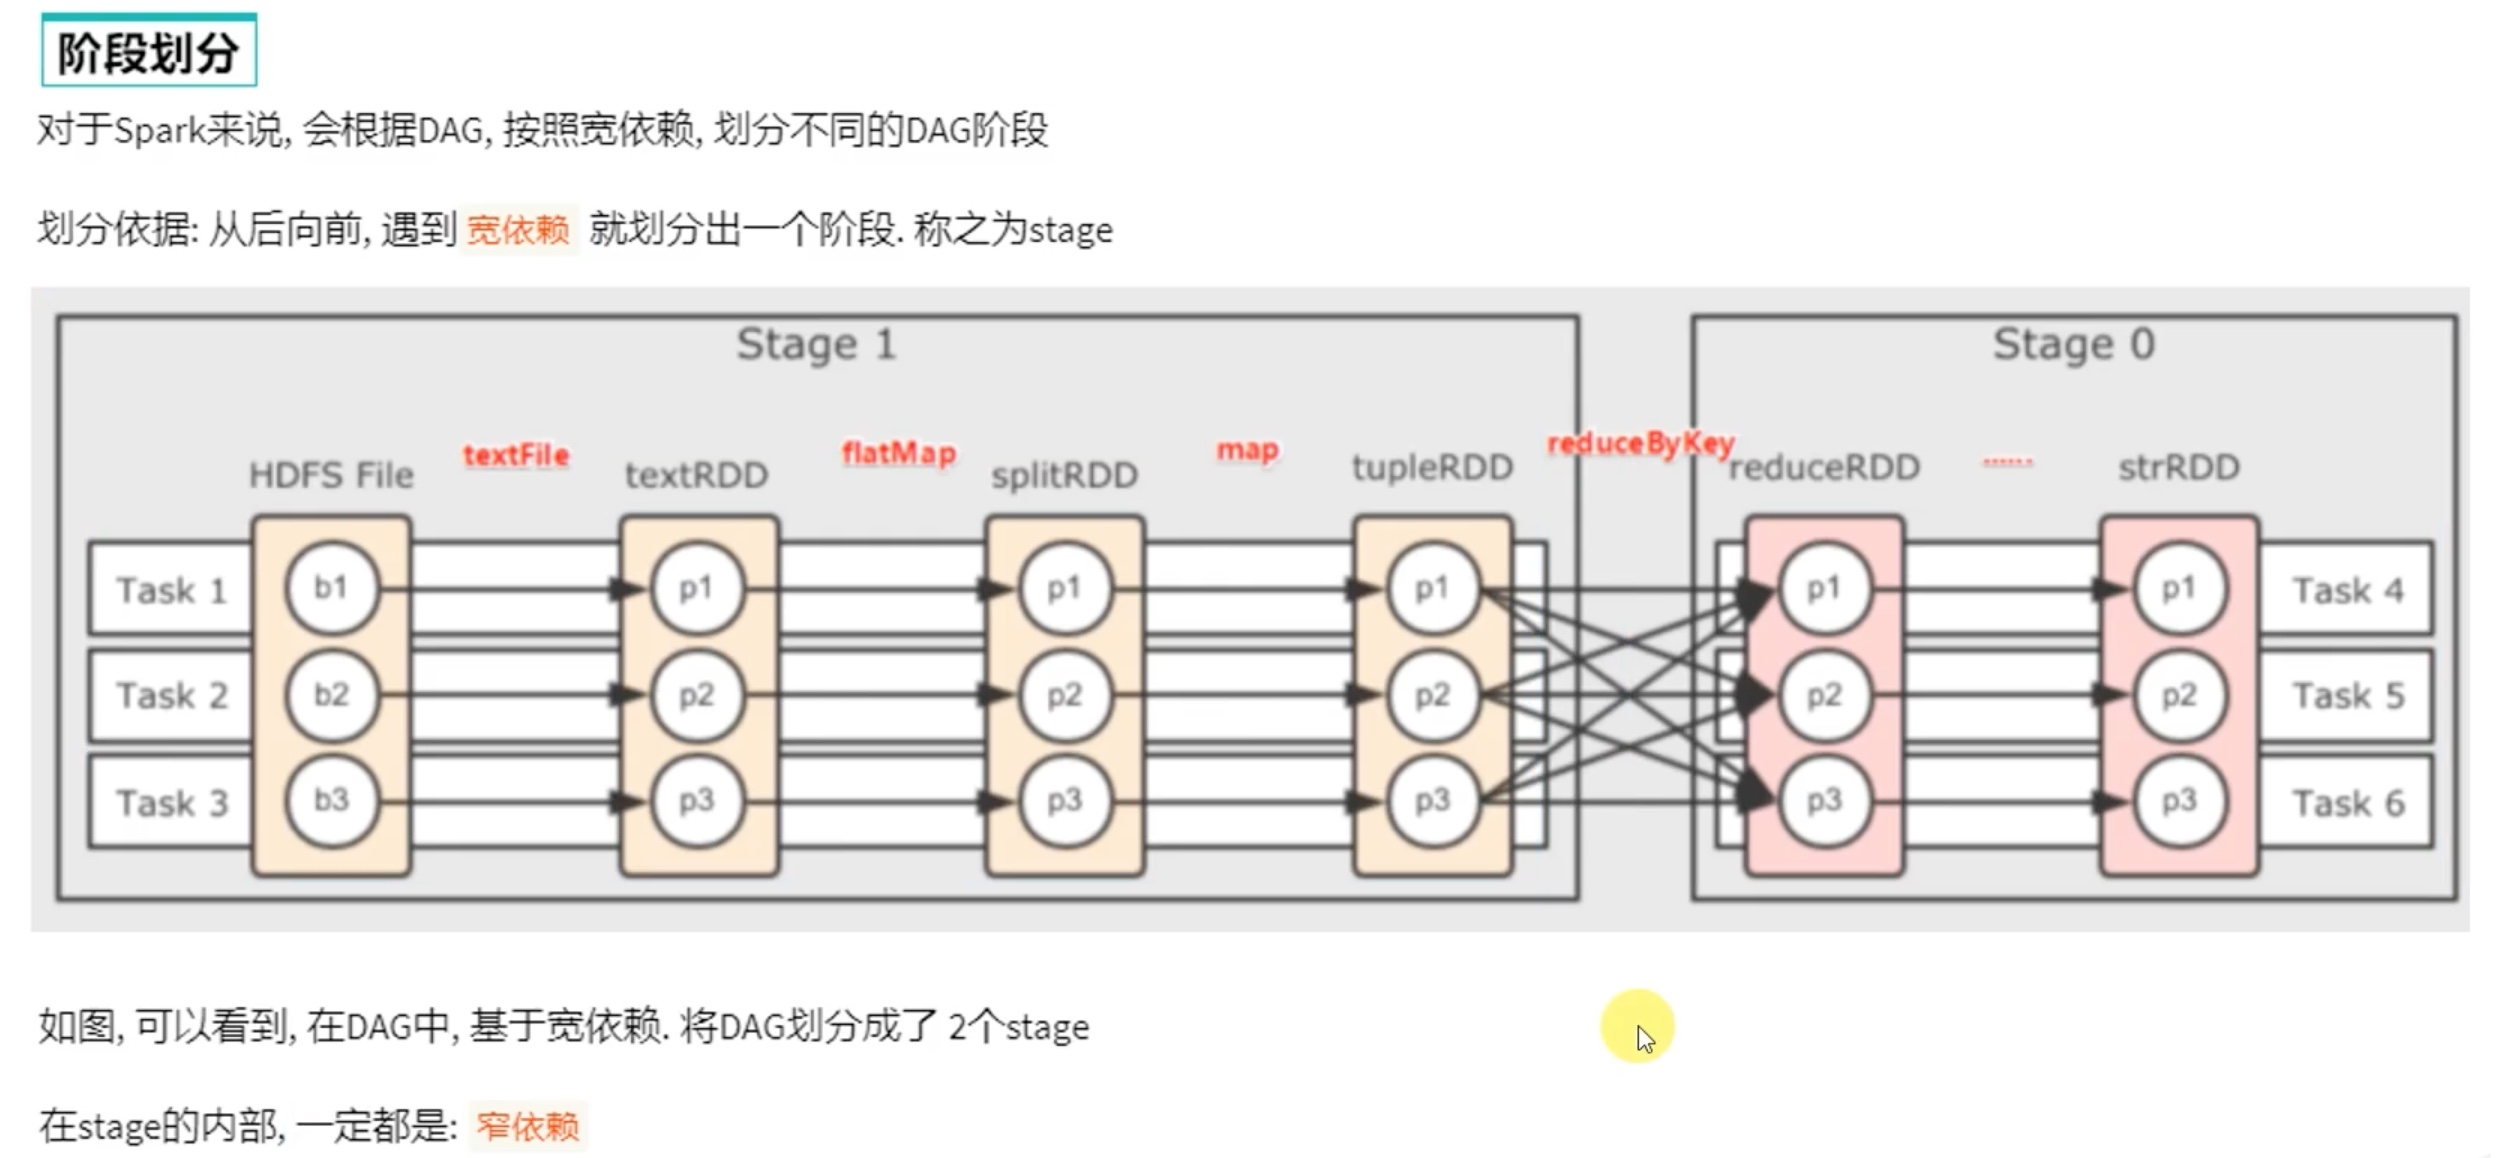 阶段划分
对于Spark来说, 会根据DAG, 按照宽依赖, 划分不同的DAG阶段
划分依据: 从后向前, 遇到 宽依赖 就划分出一个阶段. 称之为stage
Stage 1
Stage 0
HDFS File textFile textRDD flatMap splitRDD map tupleRDD reduceByKey reduceRDD ...... strRDD
Task 1 b1 p1 p1 p1 p1 p1 Task 4
Task 2 b2 p2 p2 p2 p2 p2 Task 5
Task 3 b3 p3 p3 p3 p3 p3 Task 6
如图, 可以看到, 在DAG中, 基于宽依赖. 将DAG划分成了 2个stage
在stage的内部, 一定都是: 窄依赖